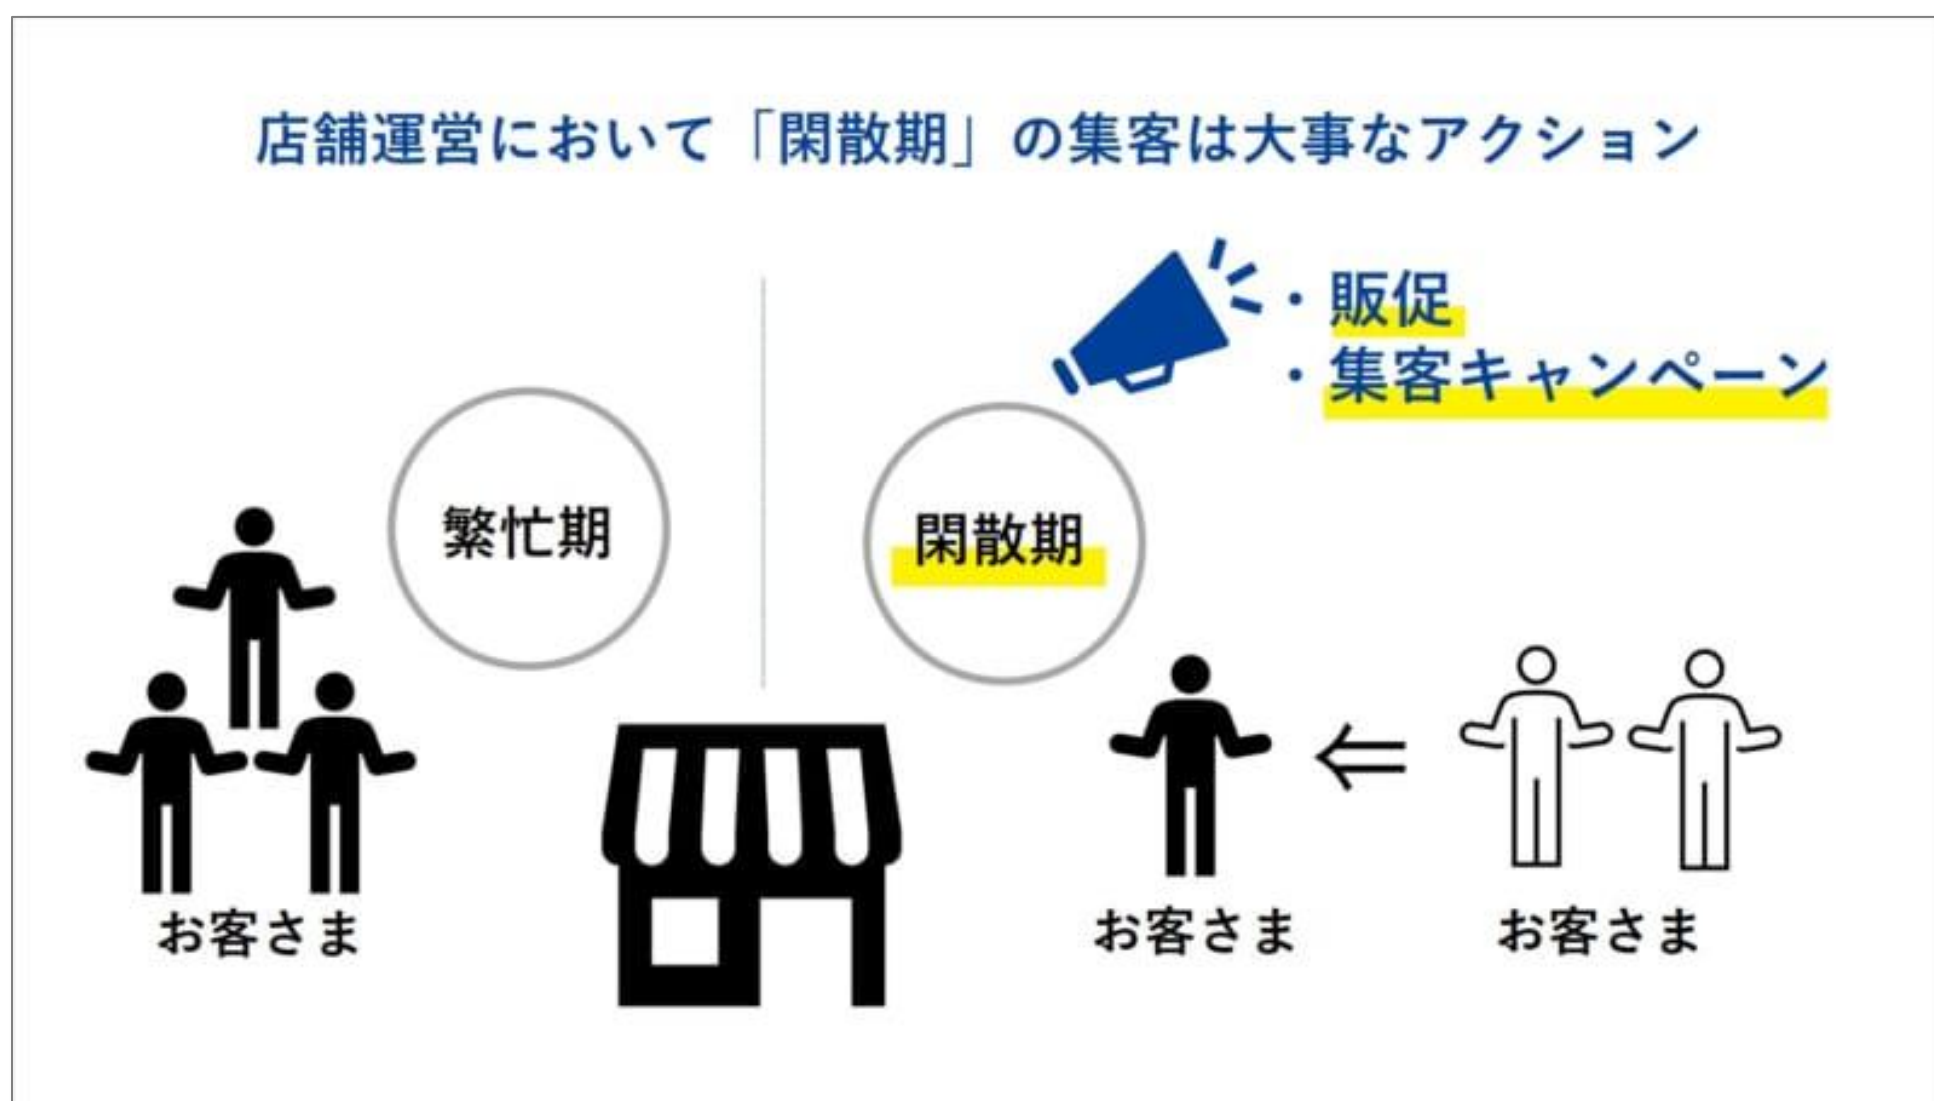 店舗運営において「閑散期」の集客は大事なアクション
・販促
・集客キャンペーン
繁忙期
閑散期
お客さま
お客さま
お客さま